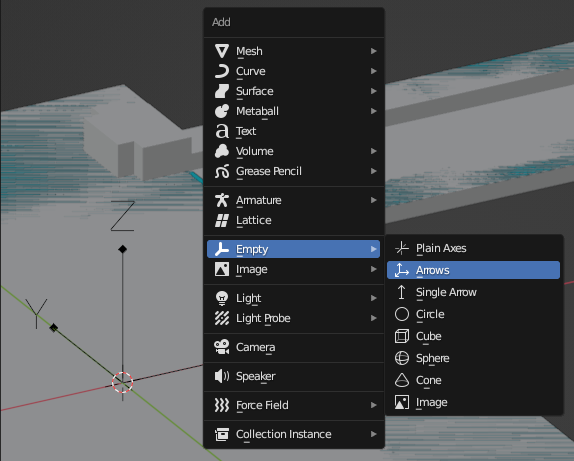 Add
Mesh
Curve
Surface
Metaball
Text
Volume
Grease Pencil
Armature
Lattice
Empty
Image
Light
Light Probe
Camera
Speaker
Force Field
Collection Instance
Plain Axes
Arrows
Single Arrow
Circle
Cube
Sphere
Cone
Image
Z
Y